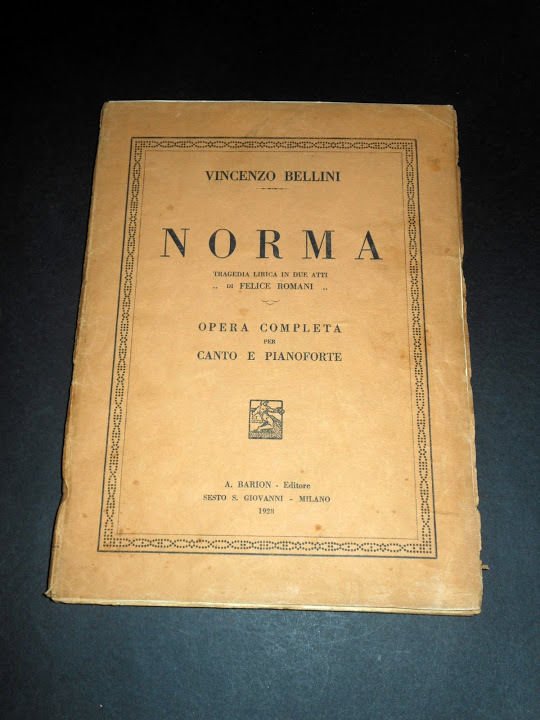 VINCENZO BELLINI
NORMA
TRAGEDIA LIRICA IN DUE ATTI
„ DI FELICE ROMANI „
OPERA COMPLETA
PER
CANTO E PIANOFORTE
A. BARION - Editore
SESTO S. GIOVANNI - MILANO
1928